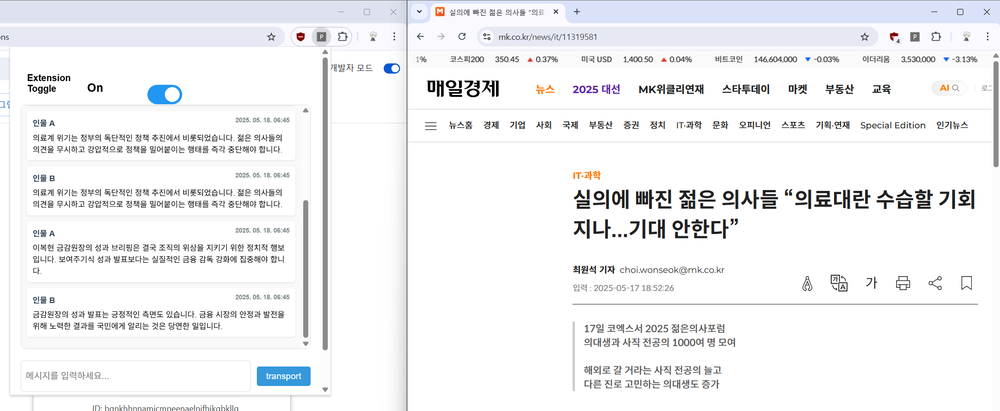 ons
개발자 모드
Extension
Toggle
On
인물 A
2025. 05. 18. 06:45
의료계 위기는 정부의 독단적인 정책 추진에서 비롯되었습니다. 젊은 의사들의
의견을 무시하고 강압적으로 정책을 밀어붙이는 행태를 즉각 중단해야 합니다.
인물 B
2025. 05. 18. 06:45
의료계 위기는 정부의 독단적인 정책 추진에서 비롯되었습니다. 젊은 의사들의
의견을 무시하고 강압적으로 정책을 밀어붙이는 행태를 즉각 중단해야 합니다.
인물 A
2025. 05. 18. 06:45
이복현 금감원장의 성과 브리핑은 결국 조직의 위상을 지키기 위한 정치적 행보
입니다. 보여주기식 성과 발표보다는 실질적인 금융 감독 강화에 집중해야 합니
다.
인물 B
2025. 05. 18. 06:45
금감원장의 성과 발표는 긍정적인 측면도 있습니다. 금융 시장의 안정과 발전을
위해 노력한 결과를 국민에게 알리는 것은 당연한 일입니다.
메시지를 입력하세요...
transport
실의에 빠진 젊은 의사들 “의료
mk.co.kr/news/it/11319581
4
P
1%
코스피200 350.45 ▲ 0.37%
미국 USD 1,400.50 ▲ 0.04%
비트코인 146,604,000 ▼ -0.03%
이더리움 3,530,000 ▼ -3.13%
매일경제
뉴스 2025 대선 MK위클리연재 스타투데이 마켓 부동산 교육
AI
로그
뉴스홈 경제 기업 사회 국제 부동산 증권 정치 IT·과학 문화 오피니언 스포츠 기획·연재 Special Edition 인기뉴스
IT·과학
실의에 빠진 젊은 의사들 “의료대란 수습할 기회
지나...기대 안한다”
최원석 기자 choi.wonseok@mk.co.kr
입력 : 2025-05-17 18:52:26
가
17일 코엑스서 2025 젊은의사포럼
의대생과 사직 전공의 1000여 명 모여
해외로 갈 거라는 사직 전공의 늘고
다른 진로 고민하는 의대생도 증가